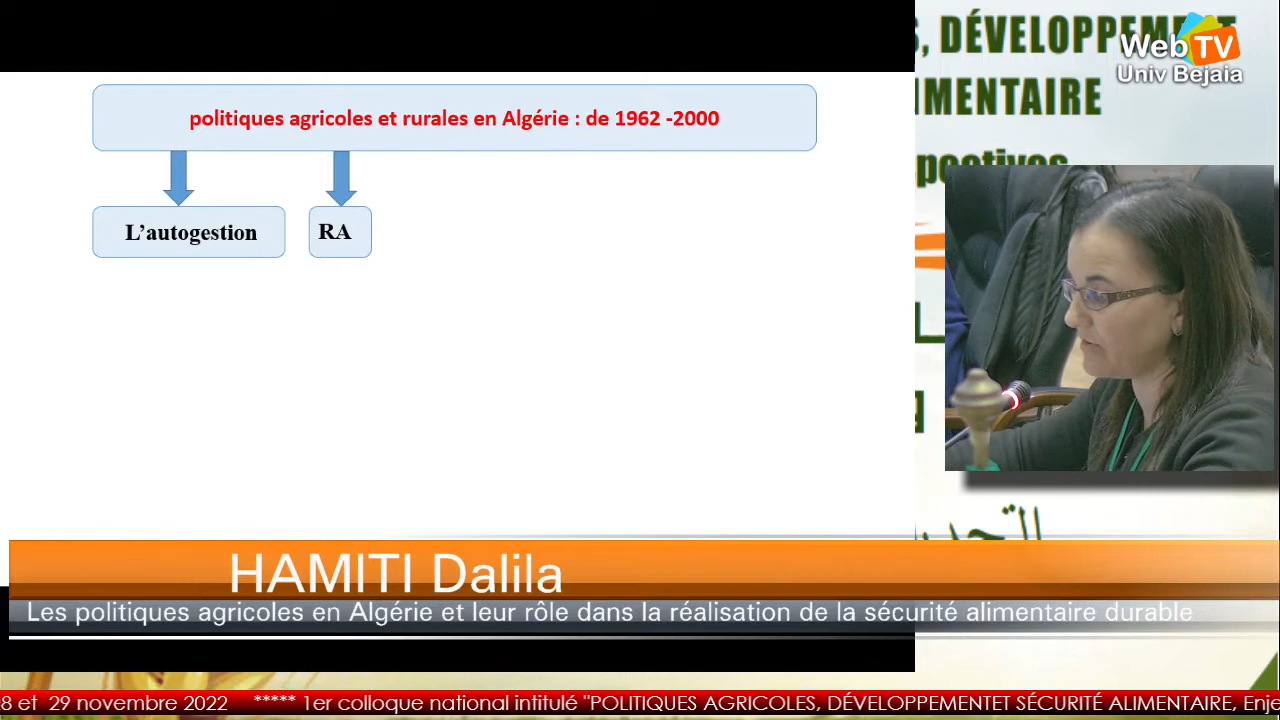 , DÉVELOPPEMENT
Web TV
Univ Bejaia
IMENTAIRE
politiques agricoles et rurales en Algérie : de 1962 -2000
L'autogestion
RA
HAMITI Dalila
Les politiques agricoles en Algérie et leur rôle dans la réalisation de la sécurité alimentaire durable
8 et 29 novembre 2022 ***** 1er colloque national intitulé "POLITIQUES AGRICOLES, DÉVELOPPEMENTET SÉCURITÉ ALIMENTAIRE, Enje